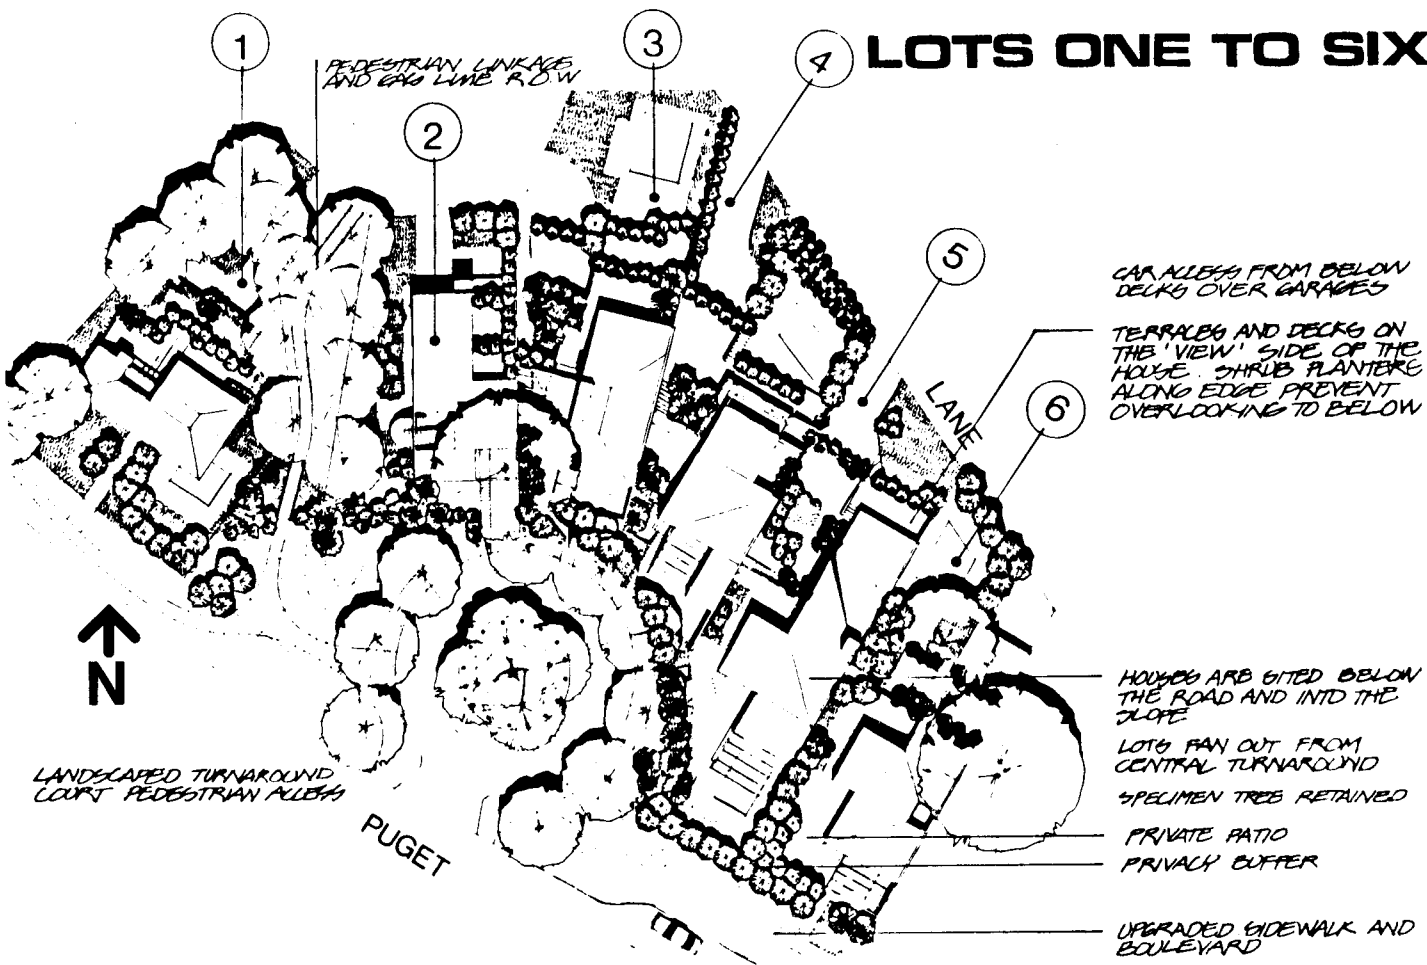 LOTS ONE TO SIX
1
3
4
PEDESTRIAN LINKAGE
AND GAS LINE R.O.W
2
5
CAR ACCESS FROM BELOW
DECKS OVER GARAGES
TERRACES AND DECKS ON
THE 'VIEW' SIDE OF THE
HOUSE. SHRUB PLANTERS
ALONG EDGE PREVENT
OVERLOOKING TO BELOW
LANE
6
N
HOUSES ARE SITED BELOW
THE ROAD AND INTO THE
SLOPE
LOTS FAN OUT FROM
CENTRAL TURNAROUND
SPECIMEN TREE RETAINED
LANDSCAPED TURNAROUND
COURT PEDESTRIAN ACCESS
PUGET
PRIVATE PATIO
PRIVACY BUFFER
UPGRADED SIDEWALK AND
BOULEVARD